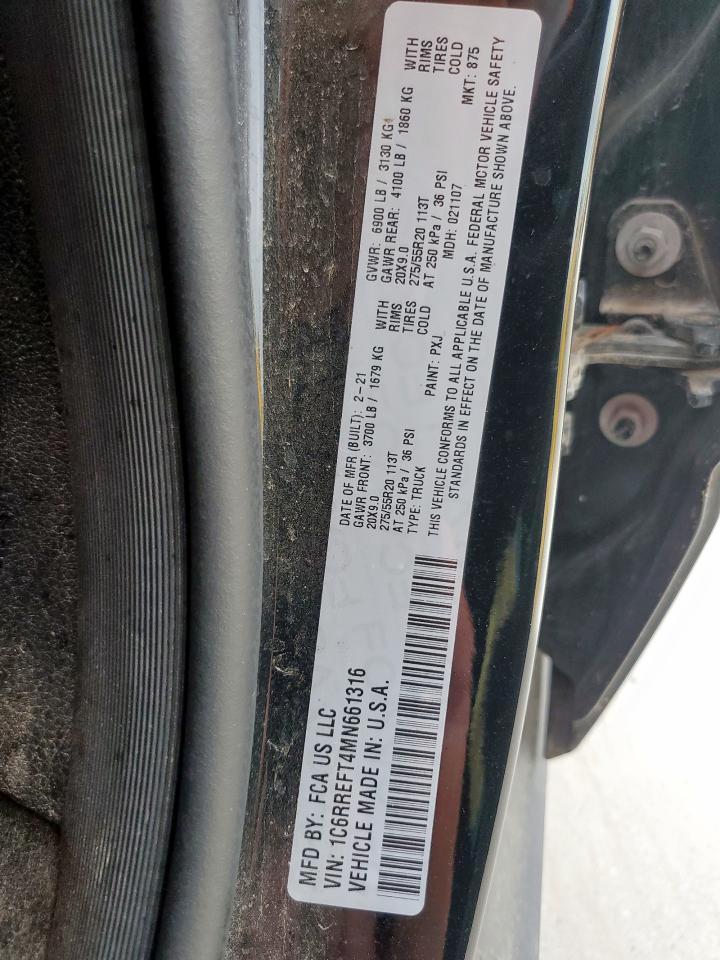 MFD BY: FCA US LLC
VIN: 1C6RREFT4MN661316
VEHICLE MADE IN: U.S.A.
DATE OF MFR (BUILT): 2-21
GAWR FRONT: 3700 LB / 1679 KG WITH
20X9.0 RIMS
275/55R20 113T TIRES
AT 250 kPa / 36 PSI COLD
TYPE: TRUCK PAINT: PXJ
GVWR: 6900 LB / 3130 KG
GAWR REAR: 4100 LB / 1860 KG WITH
20X9.0 RIMS
275/55R20 113T TIRES
AT 250 kPa / 36 PSI COLD
MDH: 021107 MKT: 875
THIS VEHICLE CONFORMS TO ALL APPLICABLE U.S.A. FEDERAL MOTOR VEHICLE SAFETY
STANDARDS IN EFFECT ON THE DATE OF MANUFACTURE SHOWN ABOVE.